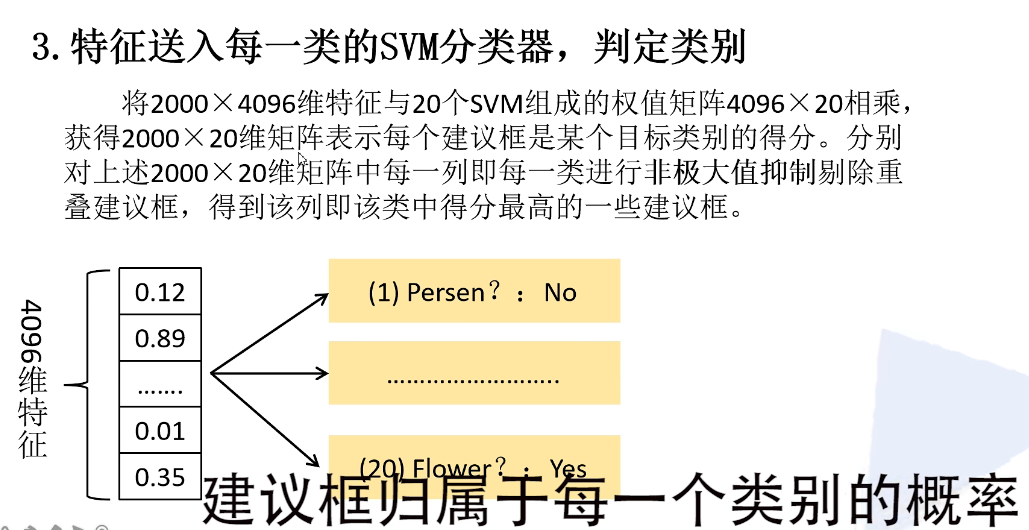 3.特征送入每一类的SVM分类器，判定类别
将2000×4096维特征与20个SVM组成的权值矩阵4096×20相乘，
获得2000×20维矩阵表示每个建议框是某个目标类别的得分。分别
对上述2000×20维矩阵中每一列即每一类进行非极大值抑制剔除重
叠建议框，得到该列即该类中得分最高的一些建议框。
4096维特征
0.12
0.89
.......
0.01
0.35
(1) Persen？：No
..........................
(20) Flower？：Yes
建议框归属于每一个类别的概率